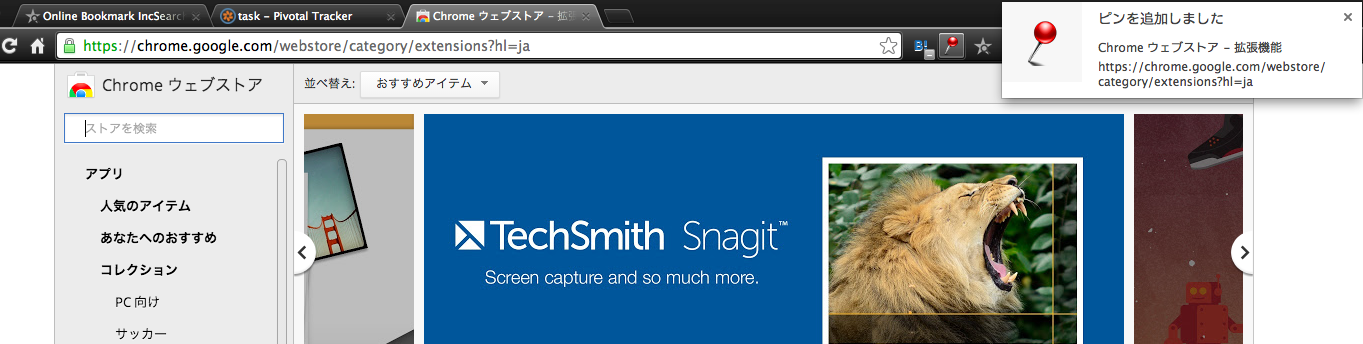 Online Bookmark IncSearc
task – Pivotal Tracker
Chrome ウェブストア – 拡張
https://chrome.google.com/webstore/category/extensions?hl=ja
B!
ピンを追加しました
Chrome ウェブストア – 拡張機能
https://chrome.google.com/webstore/
category/extensions?hl=ja
Chrome ウェブストア
並べ替え:
おすすめアイテム
ストアを検索
アプリ
人気のアイテム
あなたへのおすすめ
コレクション
PC 向け
サッカー
TechSmith Snagit™
Screen capture and so much more.